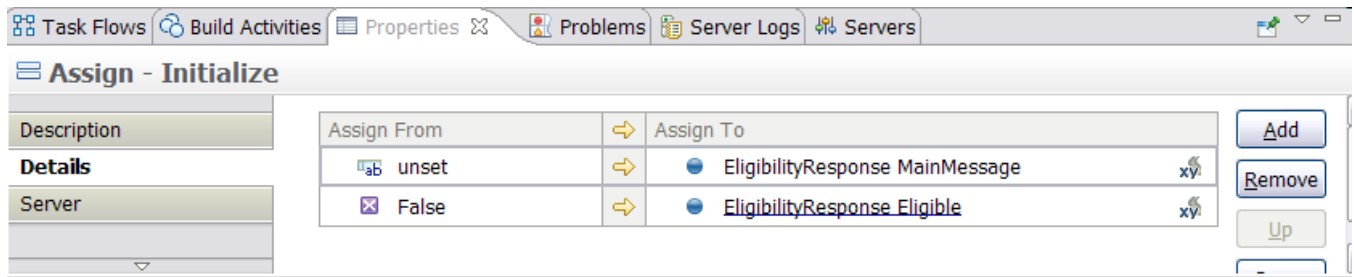 Task Flows Build Activities Properties Problems Server Logs Servers
Assign - Initialize
Description Assign From Assign To Add
Details unset EligibilityResponse MainMessage Remove
Server False EligibilityResponse Eligible
Up